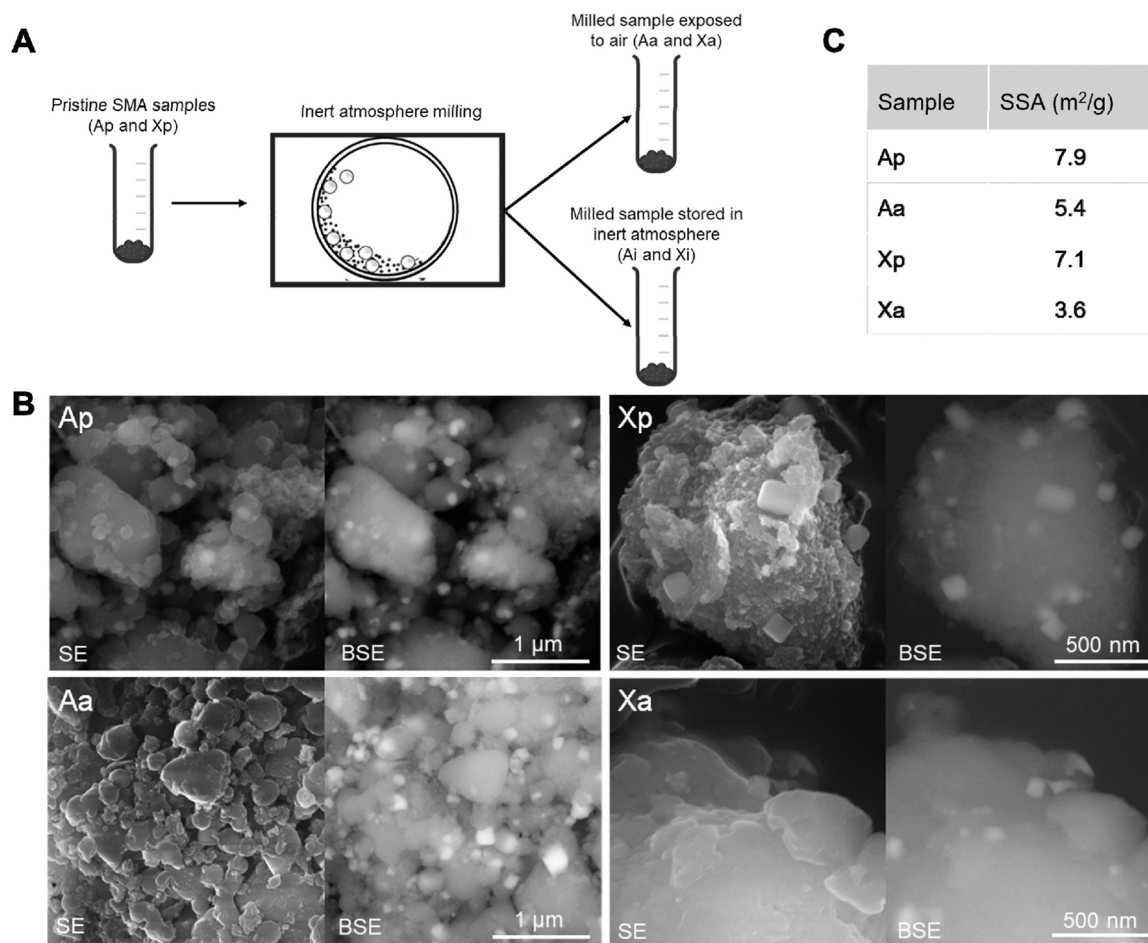 A
Pristine SMA samples
(Ap and Xp)
Inert atmosphere milling
Milled sample exposed
to air (Aa and Xa)
Milled sample stored in
inert atmosphere
(Ai and Xi)
C
Sample SSA (m²/g)
Ap 7.9
Aa 5.4
Xp 7.1
Xa 3.6
B
Ap
SE
BSE
1 µm
Xp
SE
BSE
500 nm
Aa
SE
BSE
1 µm
Xa
SE
BSE
500 nm